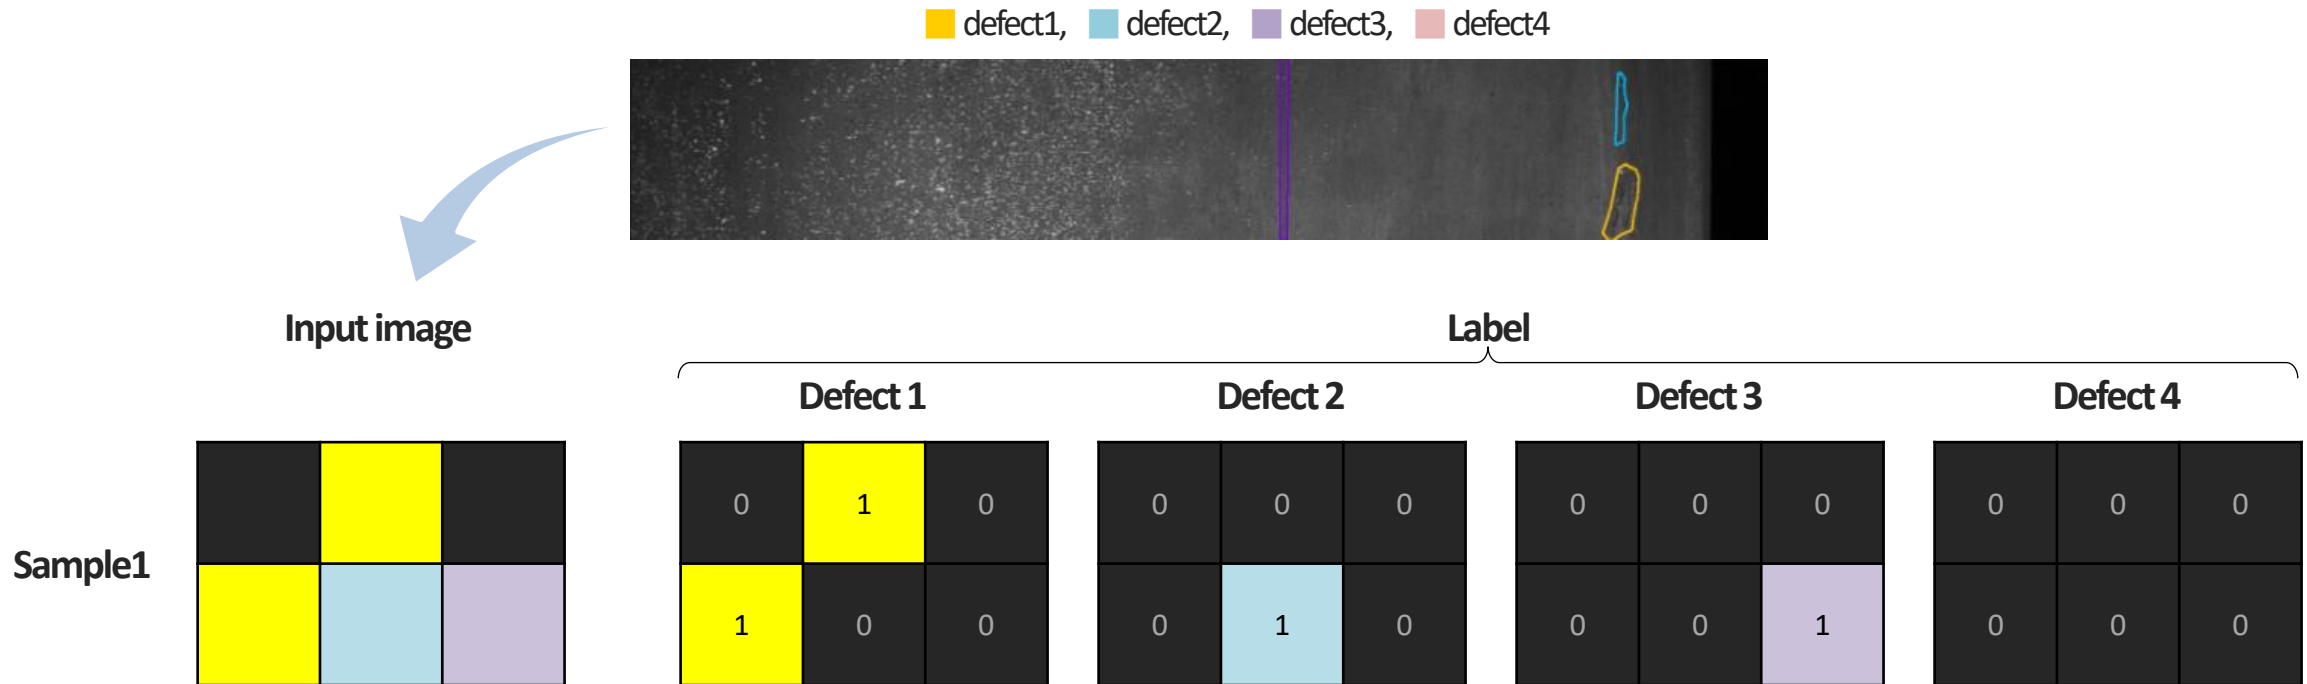 defect1, defect2, defect3, defect4
Input image
Label
Defect 1 Defect 2 Defect 3 Defect 4
0 1 0 0 0 0 0 0 0 0 0 0
Sample1
1 0 0 0 1 0 0 0 1 0 0 0